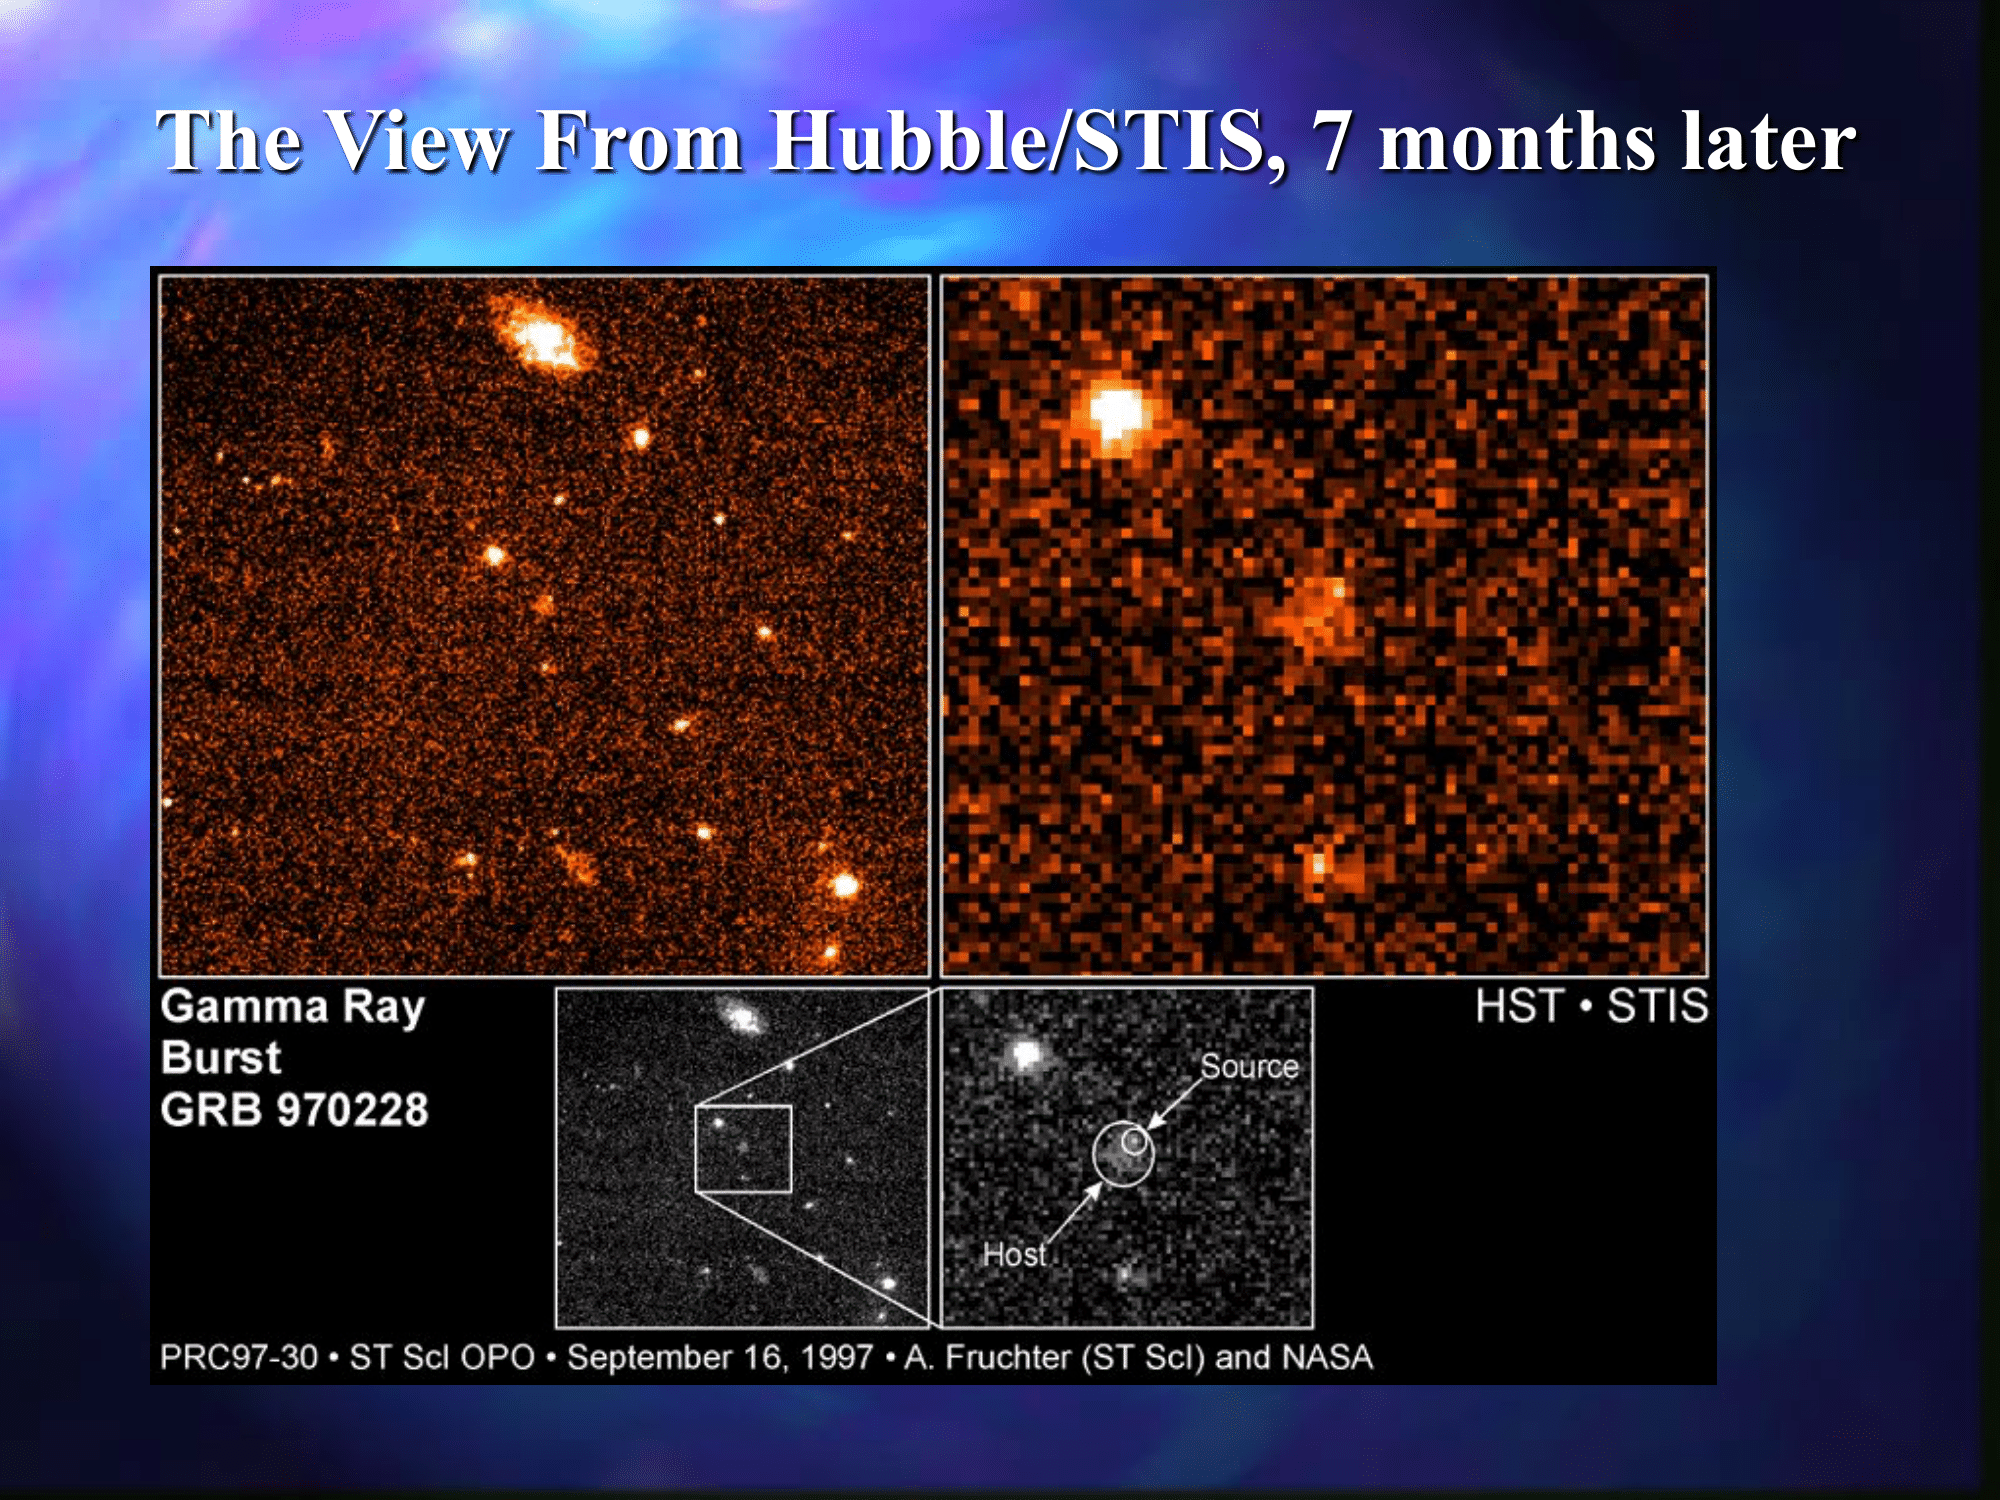 The View From Hubble/STIS, 7 months later
Gamma Ray
Burst
GRB 970228
HST • STIS
Source
Host
PRC97-30 • ST ScI OPO • September 16, 1997 • A. Fruchter (ST ScI) and NASA